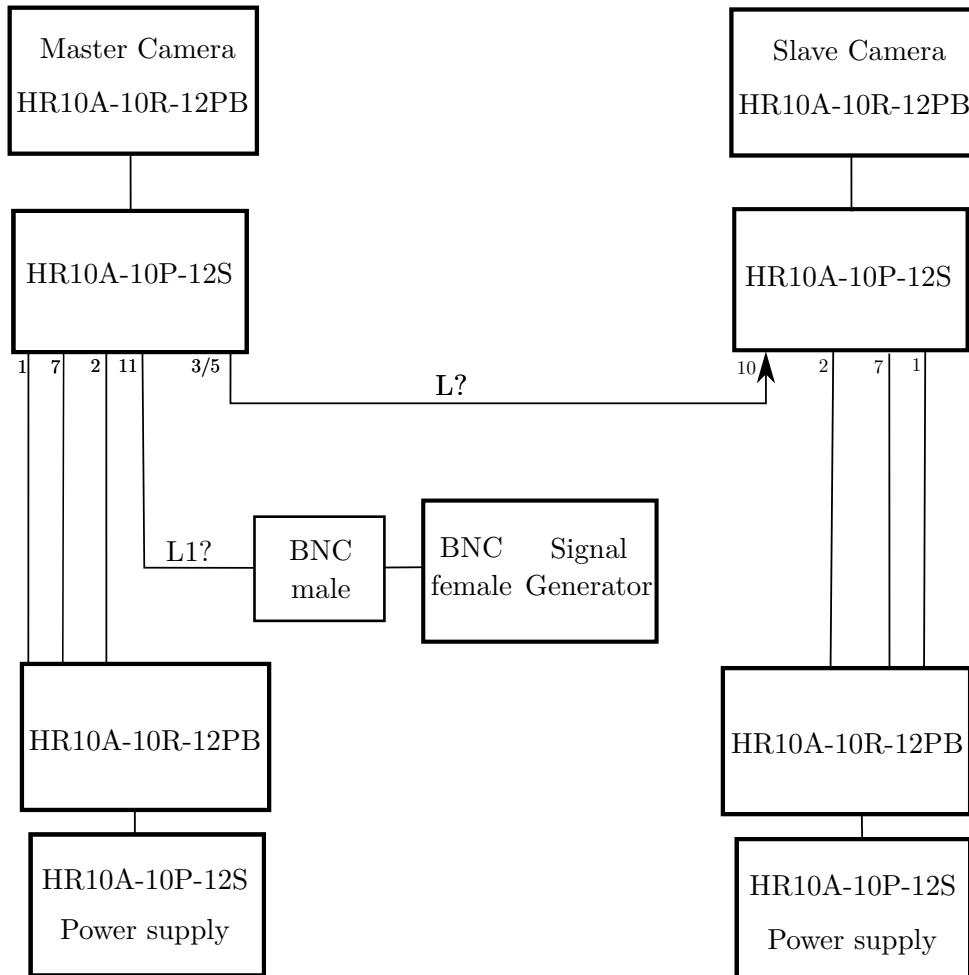 Master Camera
HR10A-10R-12PB
Slave Camera
HR10A-10R-12PB
HR10A-10P-12S
HR10A-10P-12S
1 7 2 11 3/5
10 2 7 1
L?
L1?
BNC
male
BNC
female
Signal
Generator
HR10A-10R-12PB
HR10A-10R-12PB
HR10A-10P-12S
Power supply
HR10A-10P-12S
Power supply